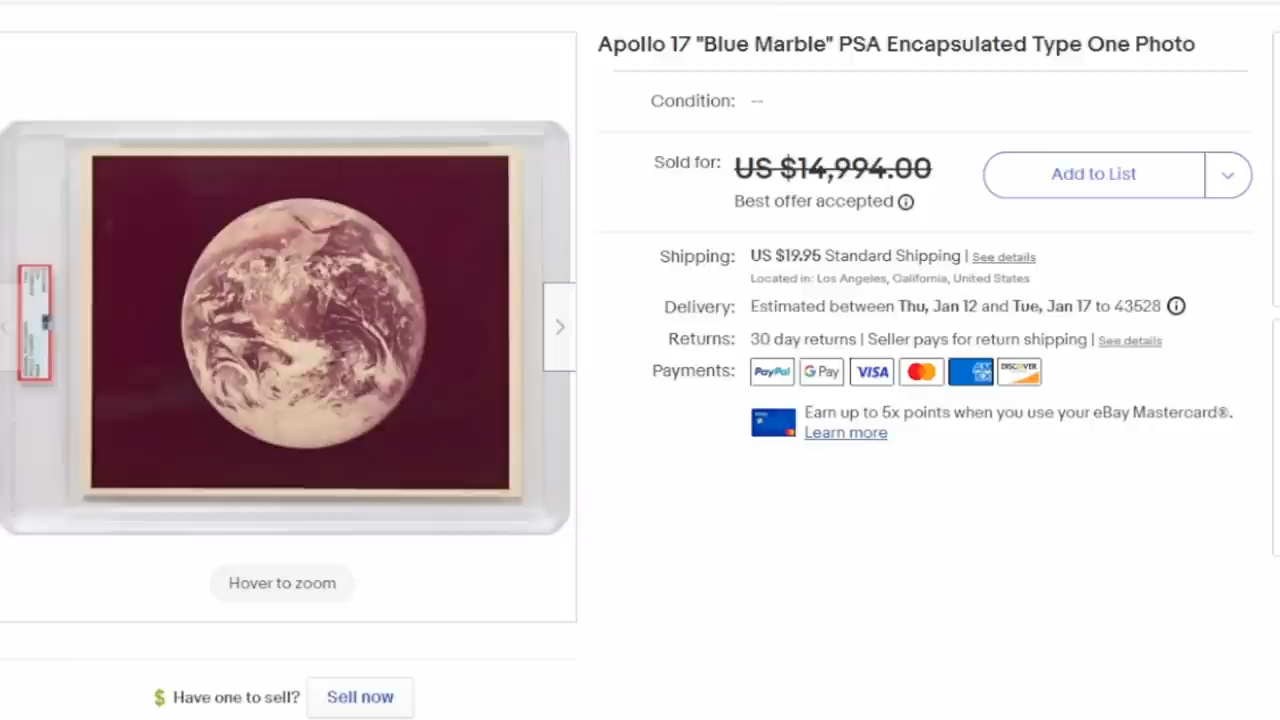 Apollo 17 "Blue Marble" PSA Encapsulated Type One Photo
Condition: --
Sold for: US $14,994.00
Add to List
Best offer accepted
Shipping: US $19.95 Standard Shipping | See details
Located in: Los Angeles, California, United States
Delivery: Estimated between Thu, Jan 12 and Tue, Jan 17 to 43528
Returns: 30 day returns | Seller pays for return shipping | See details
Payments: PayPal G Pay VISA DISCOVER
Earn up to 5x points when you use your eBay Mastercard®.
Learn more
Hover to zoom
$ Have one to sell? Sell now